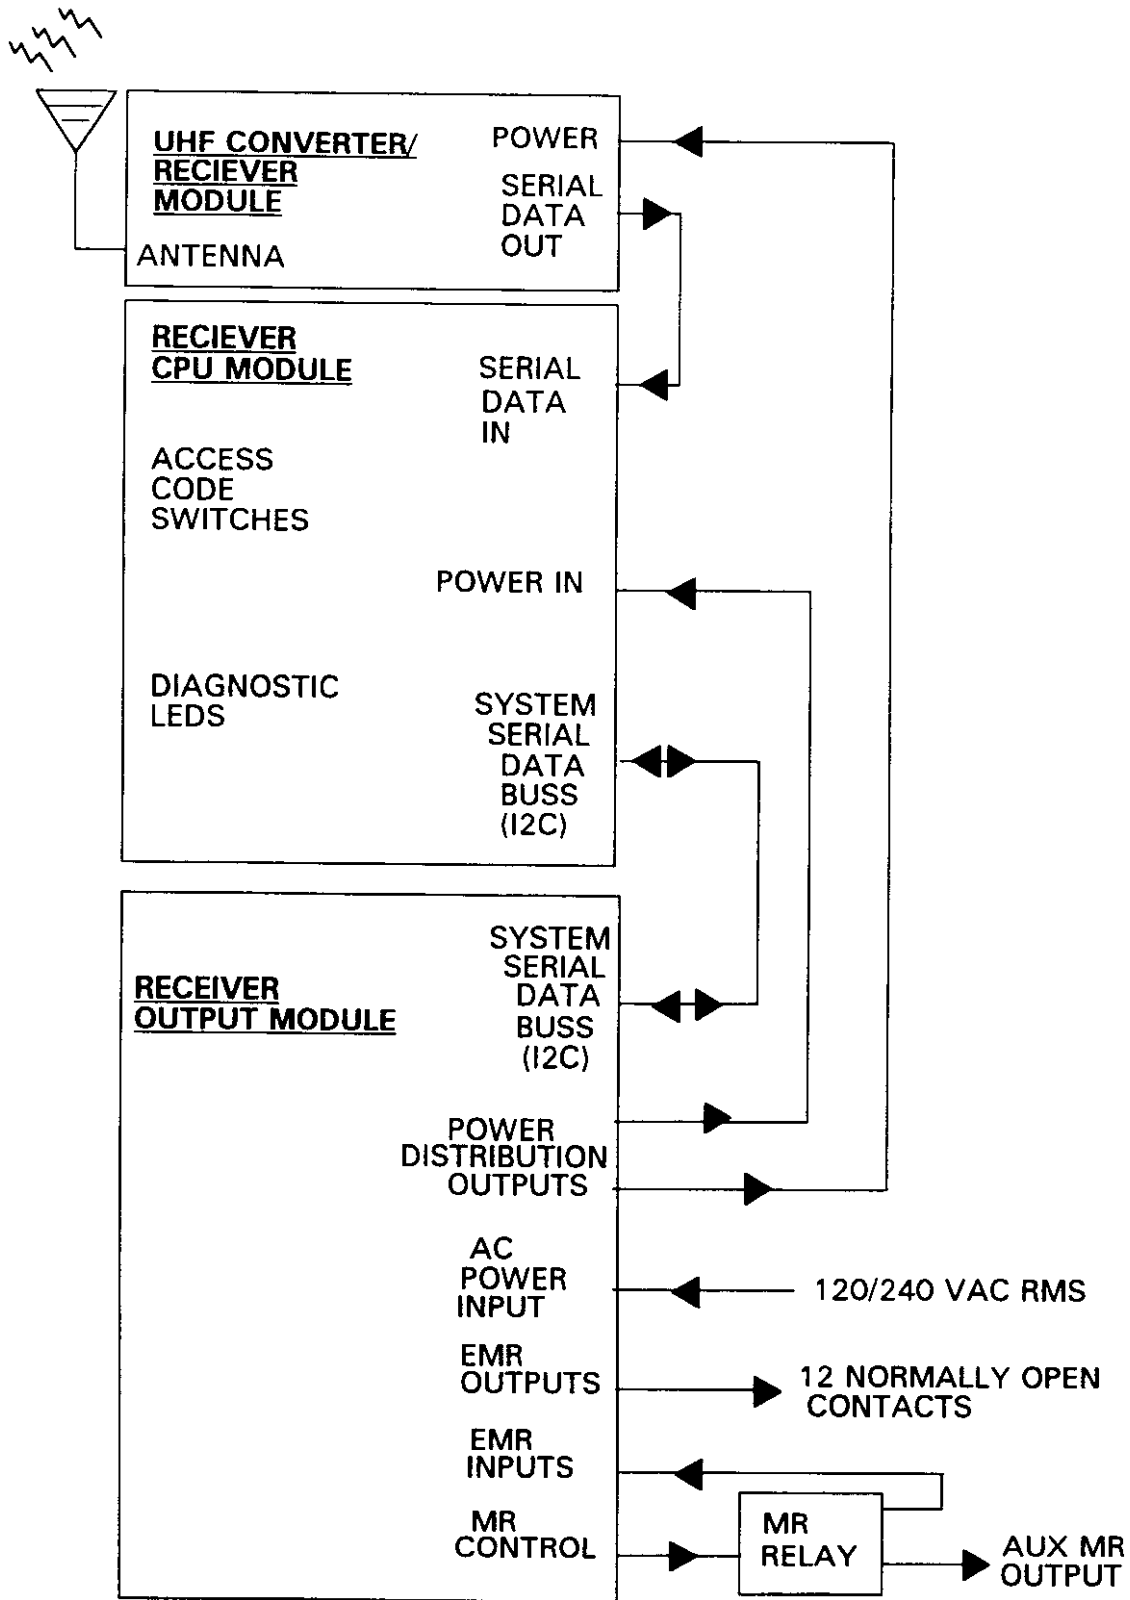 UHF CONVERTER/
RECIEVER
MODULE
ANTENNA
POWER
SERIAL
DATA
OUT
RECIEVER
CPU MODULE
SERIAL
DATA
IN
ACCESS
CODE
SWITCHES
POWER IN
DIAGNOSTIC
LEDS
SYSTEM
SERIAL
DATA
BUSS
(I2C)
RECEIVER
OUTPUT MODULE
SYSTEM
SERIAL
DATA
BUSS
(I2C)
POWER
DISTRIBUTION
OUTPUTS
AC
POWER
INPUT
120/240 VAC RMS
EMR
OUTPUTS
12 NORMALLY OPEN
CONTACTS
EMR
INPUTS
MR
CONTROL
MR
RELAY
AUX MR
OUTPUT